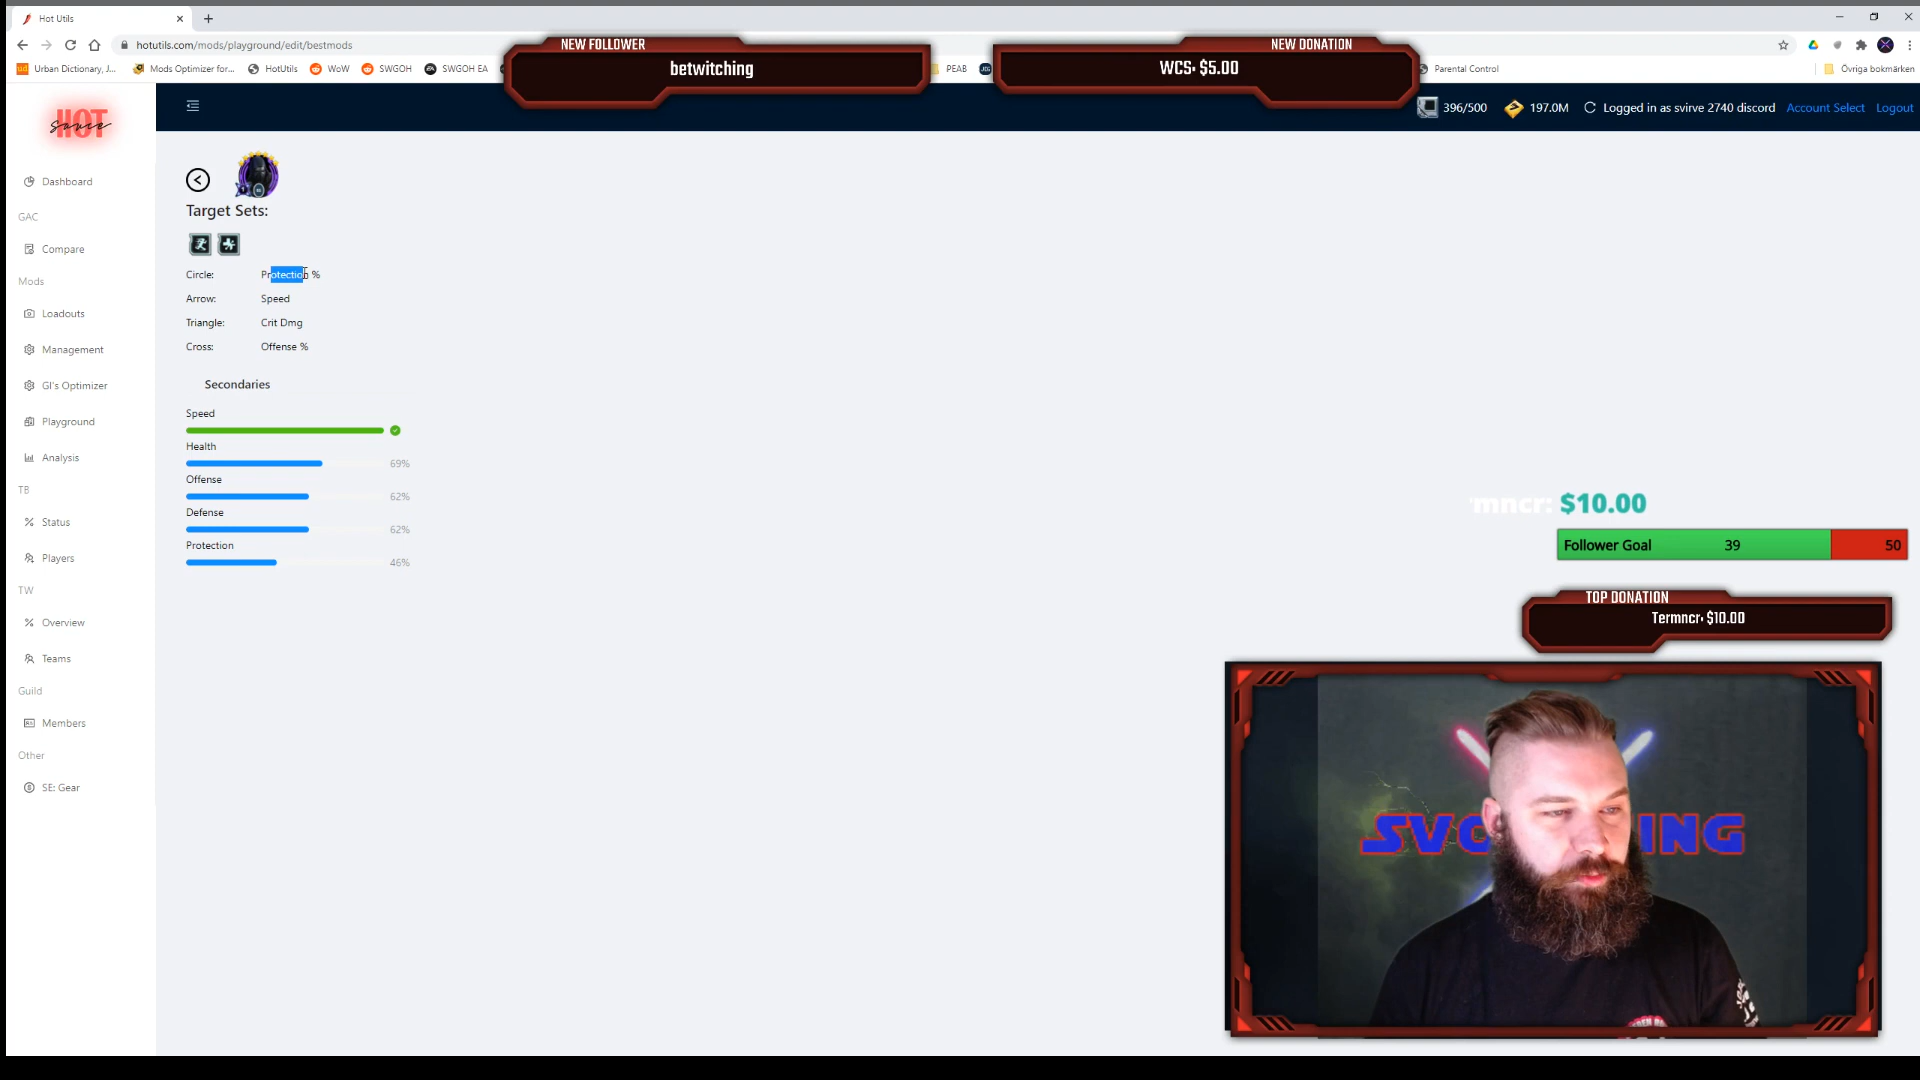 Hot Utils
hotutils.com/mods/playground/edit/bestmods
Urban Dictionary, J...
Mods Optimizer for...
HotUtils
WoW
SWGOH
SWGOH EA
PEAB
Parental Control
Övriga bokmärken
NEW FOLLOWER
betwitching
NEW DONATION
WCS: $5.00
HOT
sauce
396/500
197.0M
Logged in as svirve 2740 discord
Account Select
Logout
Dashboard
GAC
Compare
Mods
Loadouts
Management
GI's Optimizer
Playground
Analysis
TB
Status
Players
TW
Overview
Teams
Guild
Members
Other
SE: Gear
Target Sets:
Circle: Protection %
Arrow: Speed
Triangle: Crit Dmg
Cross: Offense %
Secondaries
Speed
Health
69%
Offense
62%
Defense
62%
Protection
46%
mncr: $10.00
Follower Goal 39 50
TOP DONATION
Termncr: $10.00
SVG ING